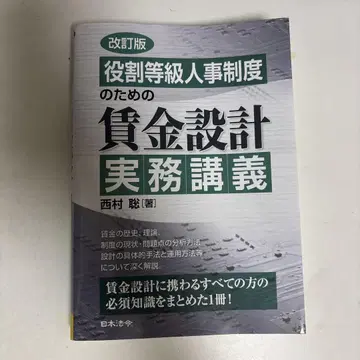 改訂版
役割等級人事制度
のための
賃金設計
実務講義
西村 聡[著]
賃金の歴史、理論、
制度の現状・問題点の分析方法、
設計の具体的手法と運用方法等
について深く解説。
賃金設計に携わるすべての方の
必須知識をまとめた1冊!
日本法令